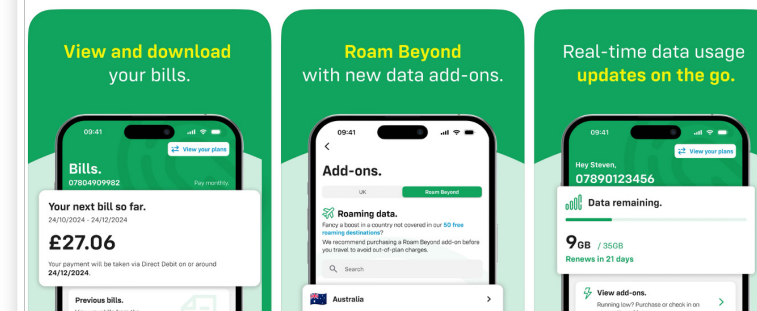 View and download
your bills.
09:41
View your plans
Bills.
07804909982
Pay monthly.
Your next bill so far.
24/10/2024 - 24/12/2024
£27.06
Your payment will be taken via Direct Debit on or around
24/12/2024.
Previous bills.
Roam Beyond
with new data add-ons.
09:41
Add-ons.
UK
Roam Beyond
Roaming data.
Fancy a boost in a country not covered in our 50 free
roaming destinations?
We recommend purchasing a Roam Beyond add-on before
you travel to avoid out-of-plan charges.
Search
Australia
Real-time data usage
updates on the go.
09:41
View your plans
Hey Steven,
07890123456
Data remaining.
9GB / 35GB
Renews in 21 days
View add-ons.
Running low? Purchase or check in on